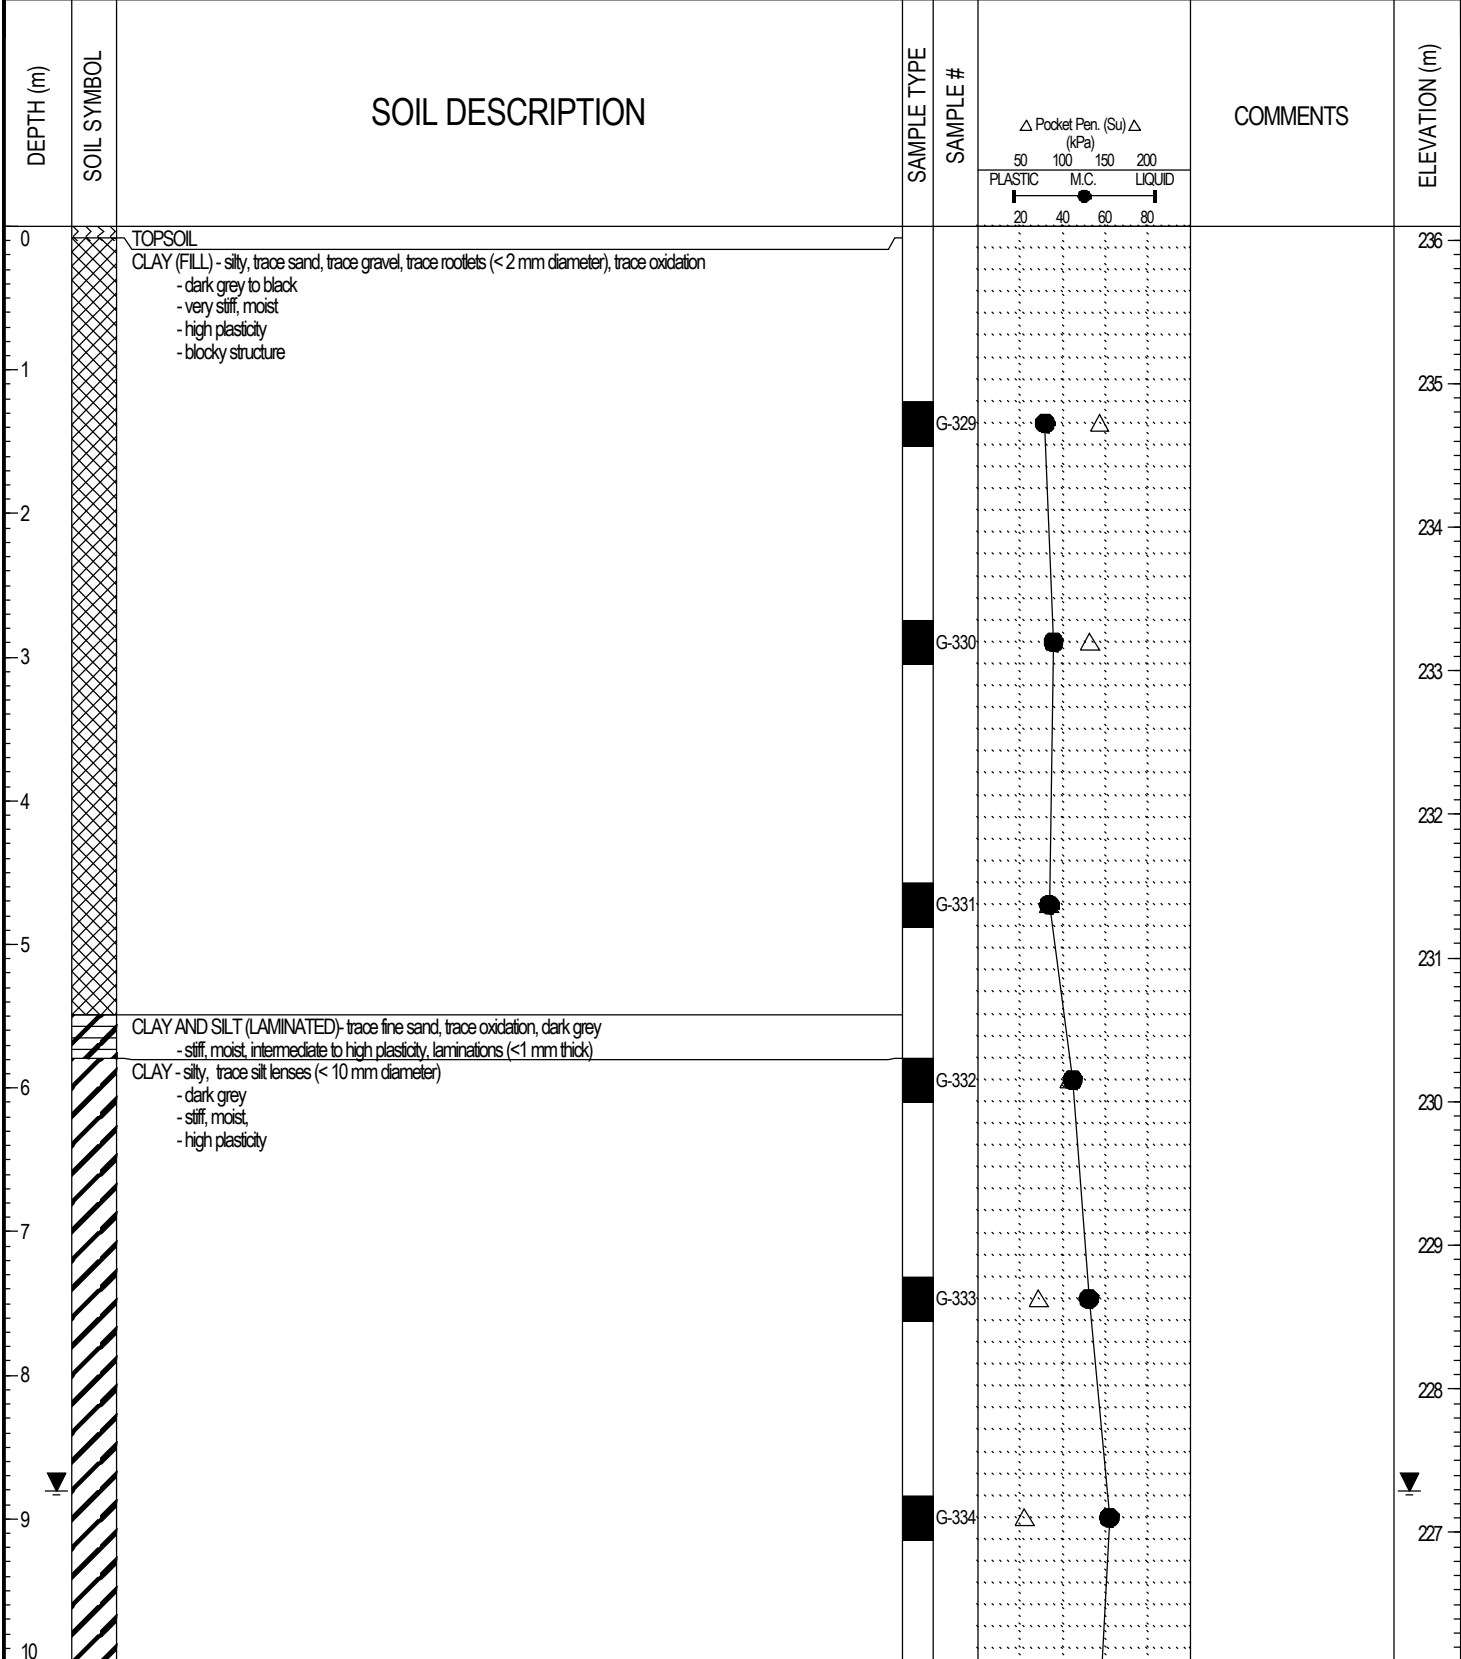 DEPTH (m)
SOIL SYMBOL
SOIL DESCRIPTION
SAMPLE TYPE
SAMPLE #
△ Pocket Pen. (Su) △
(kPa)
50 100 150 200
PLASTIC M.C. LIQUID
20 40 60 80
COMMENTS
ELEVATION (m)
0
TOPSOIL
236
CLAY (FILL) - silty, trace sand, trace gravel, trace rootlets (< 2 mm diameter), trace oxidation
- dark grey to black
- very stiff, moist
- high plasticity
- blocky structure
1
235
G-329
2
234
G-330
3
233
4
232
G-331
5
231
CLAY AND SILT (LAMINATED)- trace fine sand, trace oxidation, dark grey
- stiff, moist, intermediate to high plasticity, laminations (<1 mm thick)
CLAY - silty, trace silt lenses (< 10 mm diameter)
G-332
6
- dark grey
230
- stiff, moist,
- high plasticity
7
229
G-333
8
228
9
G-334
227
10